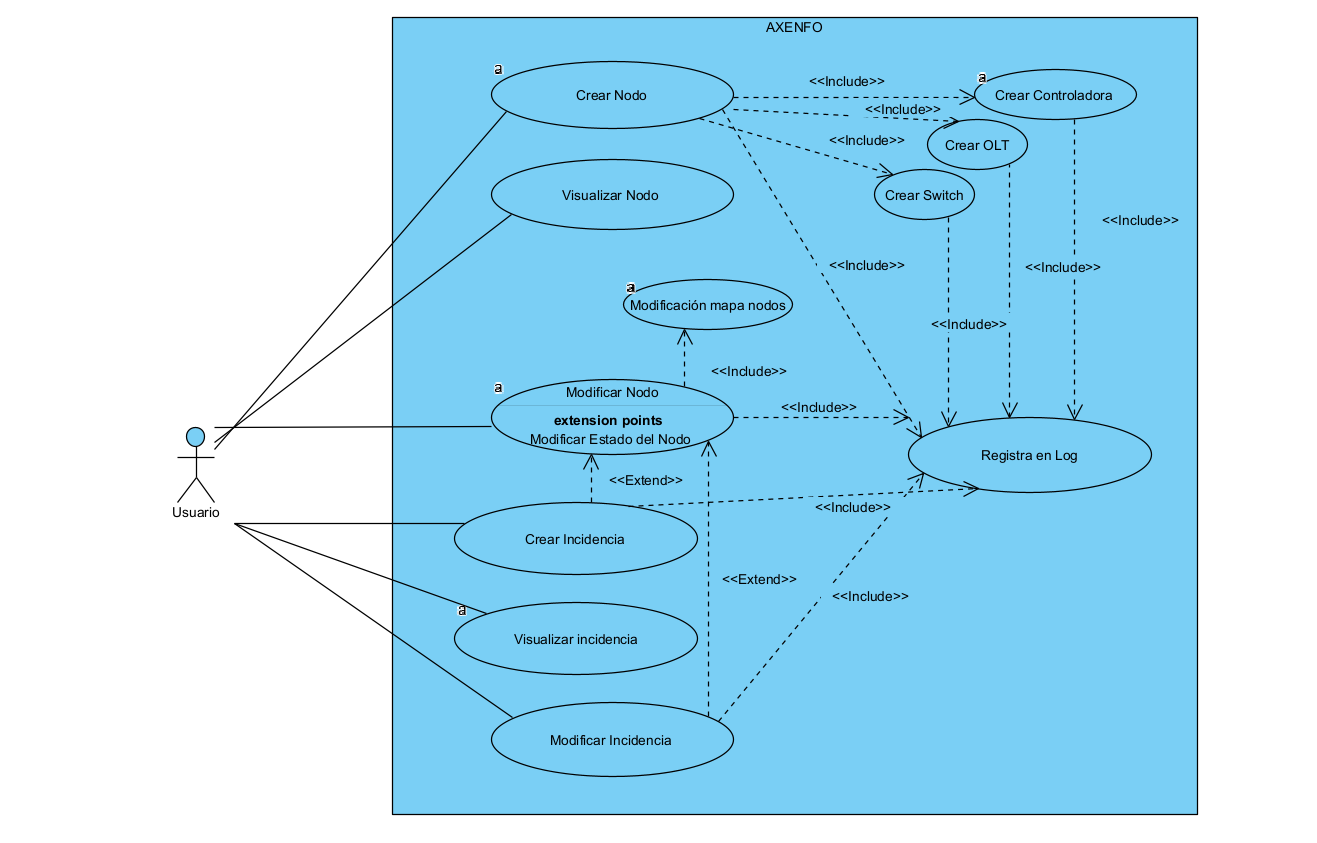 AXENFO
a
Crear Nodo
<<Include>>
a
Crear Controladora
<<Include>>
Crear OLT
<<Include>>
Crear Switch
Visualizar Nodo
<<Include>>
<<Include>>
<<Include>>
a
Modificación mapa nodos
<<Include>>
<<Include>>
a
Modificar Nodo
<<Include>>
extension points
Modificar Estado del Nodo
Registra en Log
<<Extend>>
Usuario
<<Include>>
Crear Incidencia
<<Extend>>
<<Include>>
a
Visualizar incidencia
Modificar Incidencia